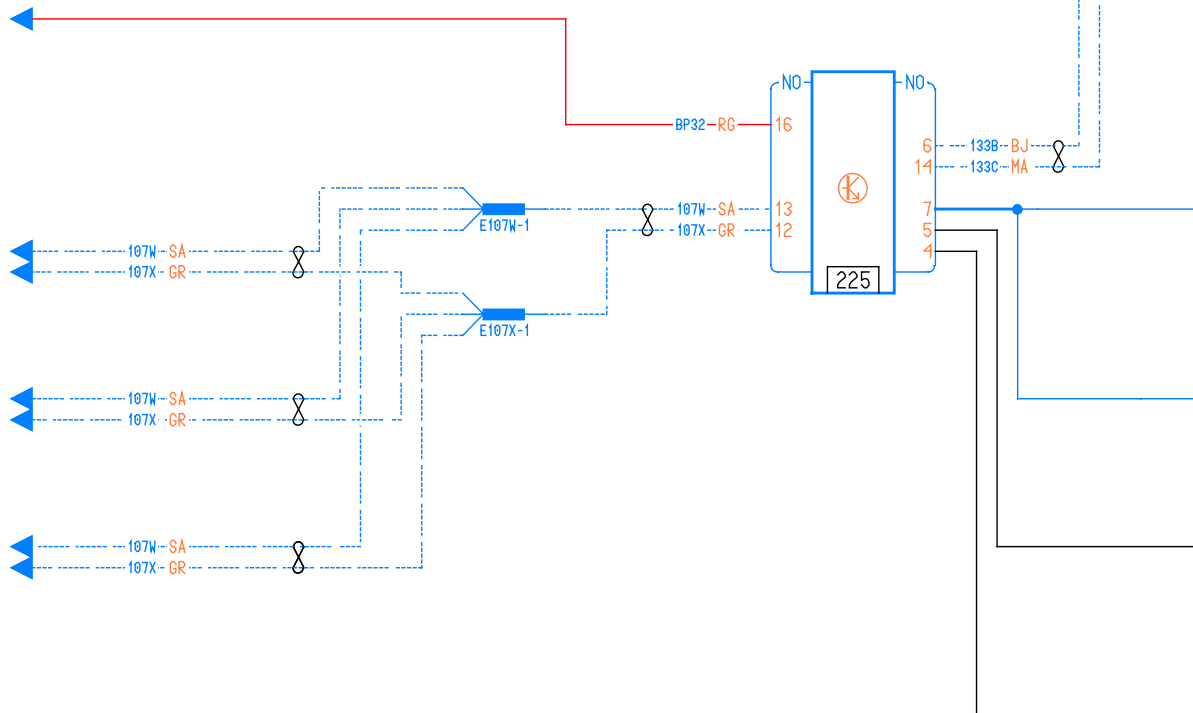 NO NO
BP32 RG 16
6 133B BJ
14 133C MA
107W SA 13
7
E107W-1
107X GR 12
5
107W SA
4
107X GR
225
E107X-1
107W SA
107X GR
107W SA
107X GR